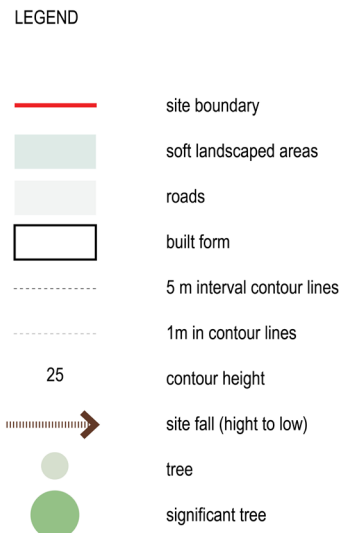 LEGEND
site boundary
soft landscaped areas
roads
built form
5 m interval contour lines
1m in contour lines
25 contour height
site fall (hight to low)
tree
significant tree